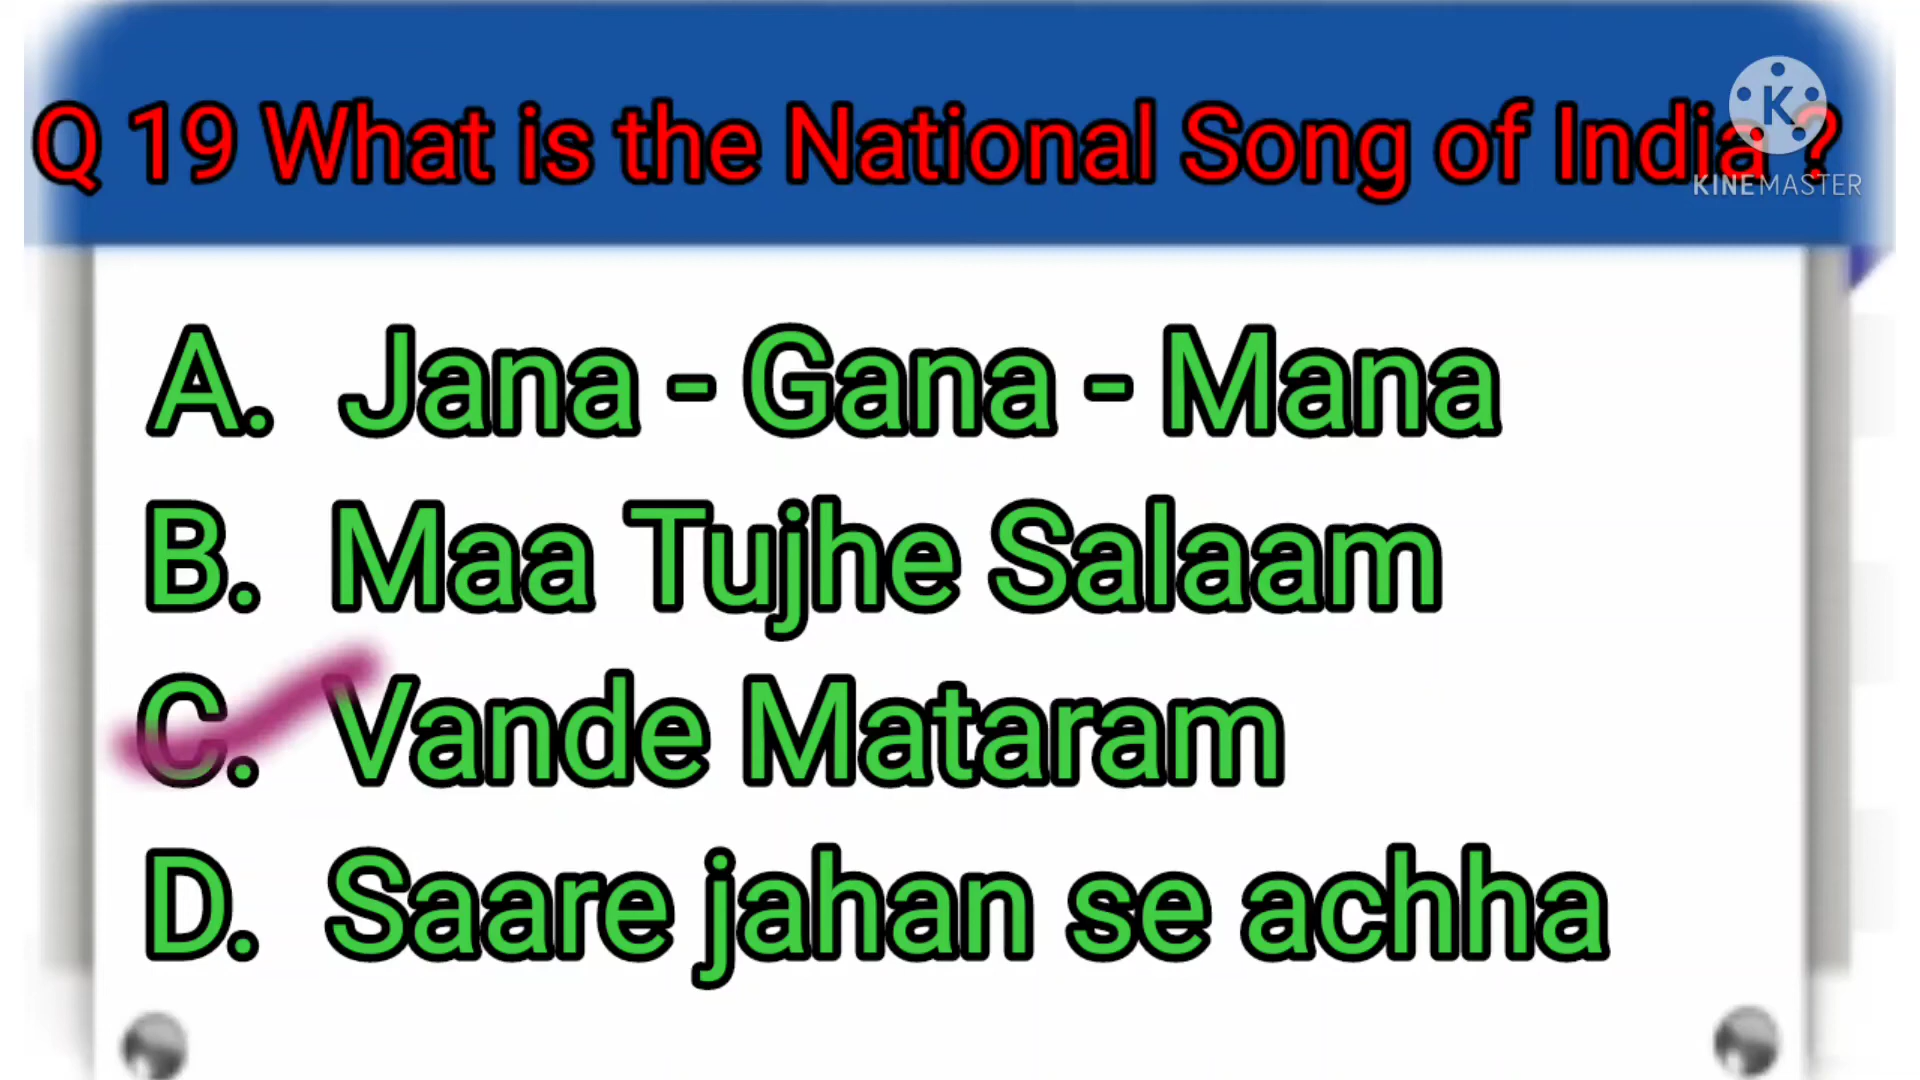 Q 19 What is the National Song of India ?
KINEMASTER
A. Jana - Gana - Mana
B. Maa Tujhe Salaam
C. Vande Mataram
D. Saare jahan se achha